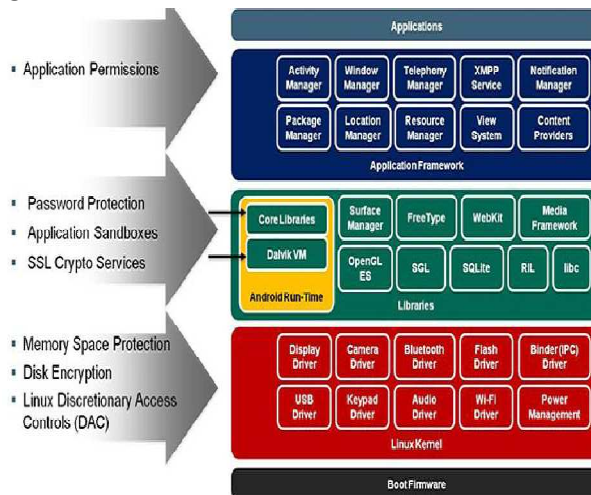 Applications
▪ Application Permissions
Activity Manager
Window Manager
Telephony Manager
XMPP Service
Notification Manager
Package Manager
Location Manager
Resource Manager
View System
Content Providers
Application Framework
▪ Password Protection
▪ Application Sandboxes
▪ SSL Crypto Services
Core Libraries
Dalvik VM
Android Run-Time
Surface Manager
FreeType
WebKit
Media Framework
OpenGL ES
SGL
SQLite
RIL
libc
Libraries
▪ Memory Space Protection
▪ Disk Encryption
▪ Linux Discretionary Access
Controls (DAC)
Display Driver
Camera Driver
Bluetooth Driver
Flash Driver
Binder (IPC) Driver
USB Driver
Keypad Driver
Audio Driver
Wi-Fi Driver
Power Management
Linux Kernel
Boot Firmware